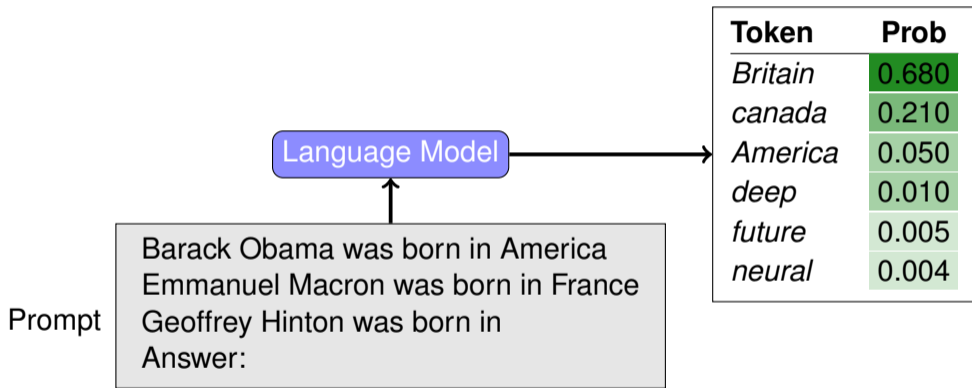 Token Prob
Britain 0.680
canada 0.210
America 0.050
deep 0.010
future 0.005
neural 0.004
Language Model
Barack Obama was born in America
Emmanuel Macron was born in France
Geoffrey Hinton was born in
Answer:
Prompt